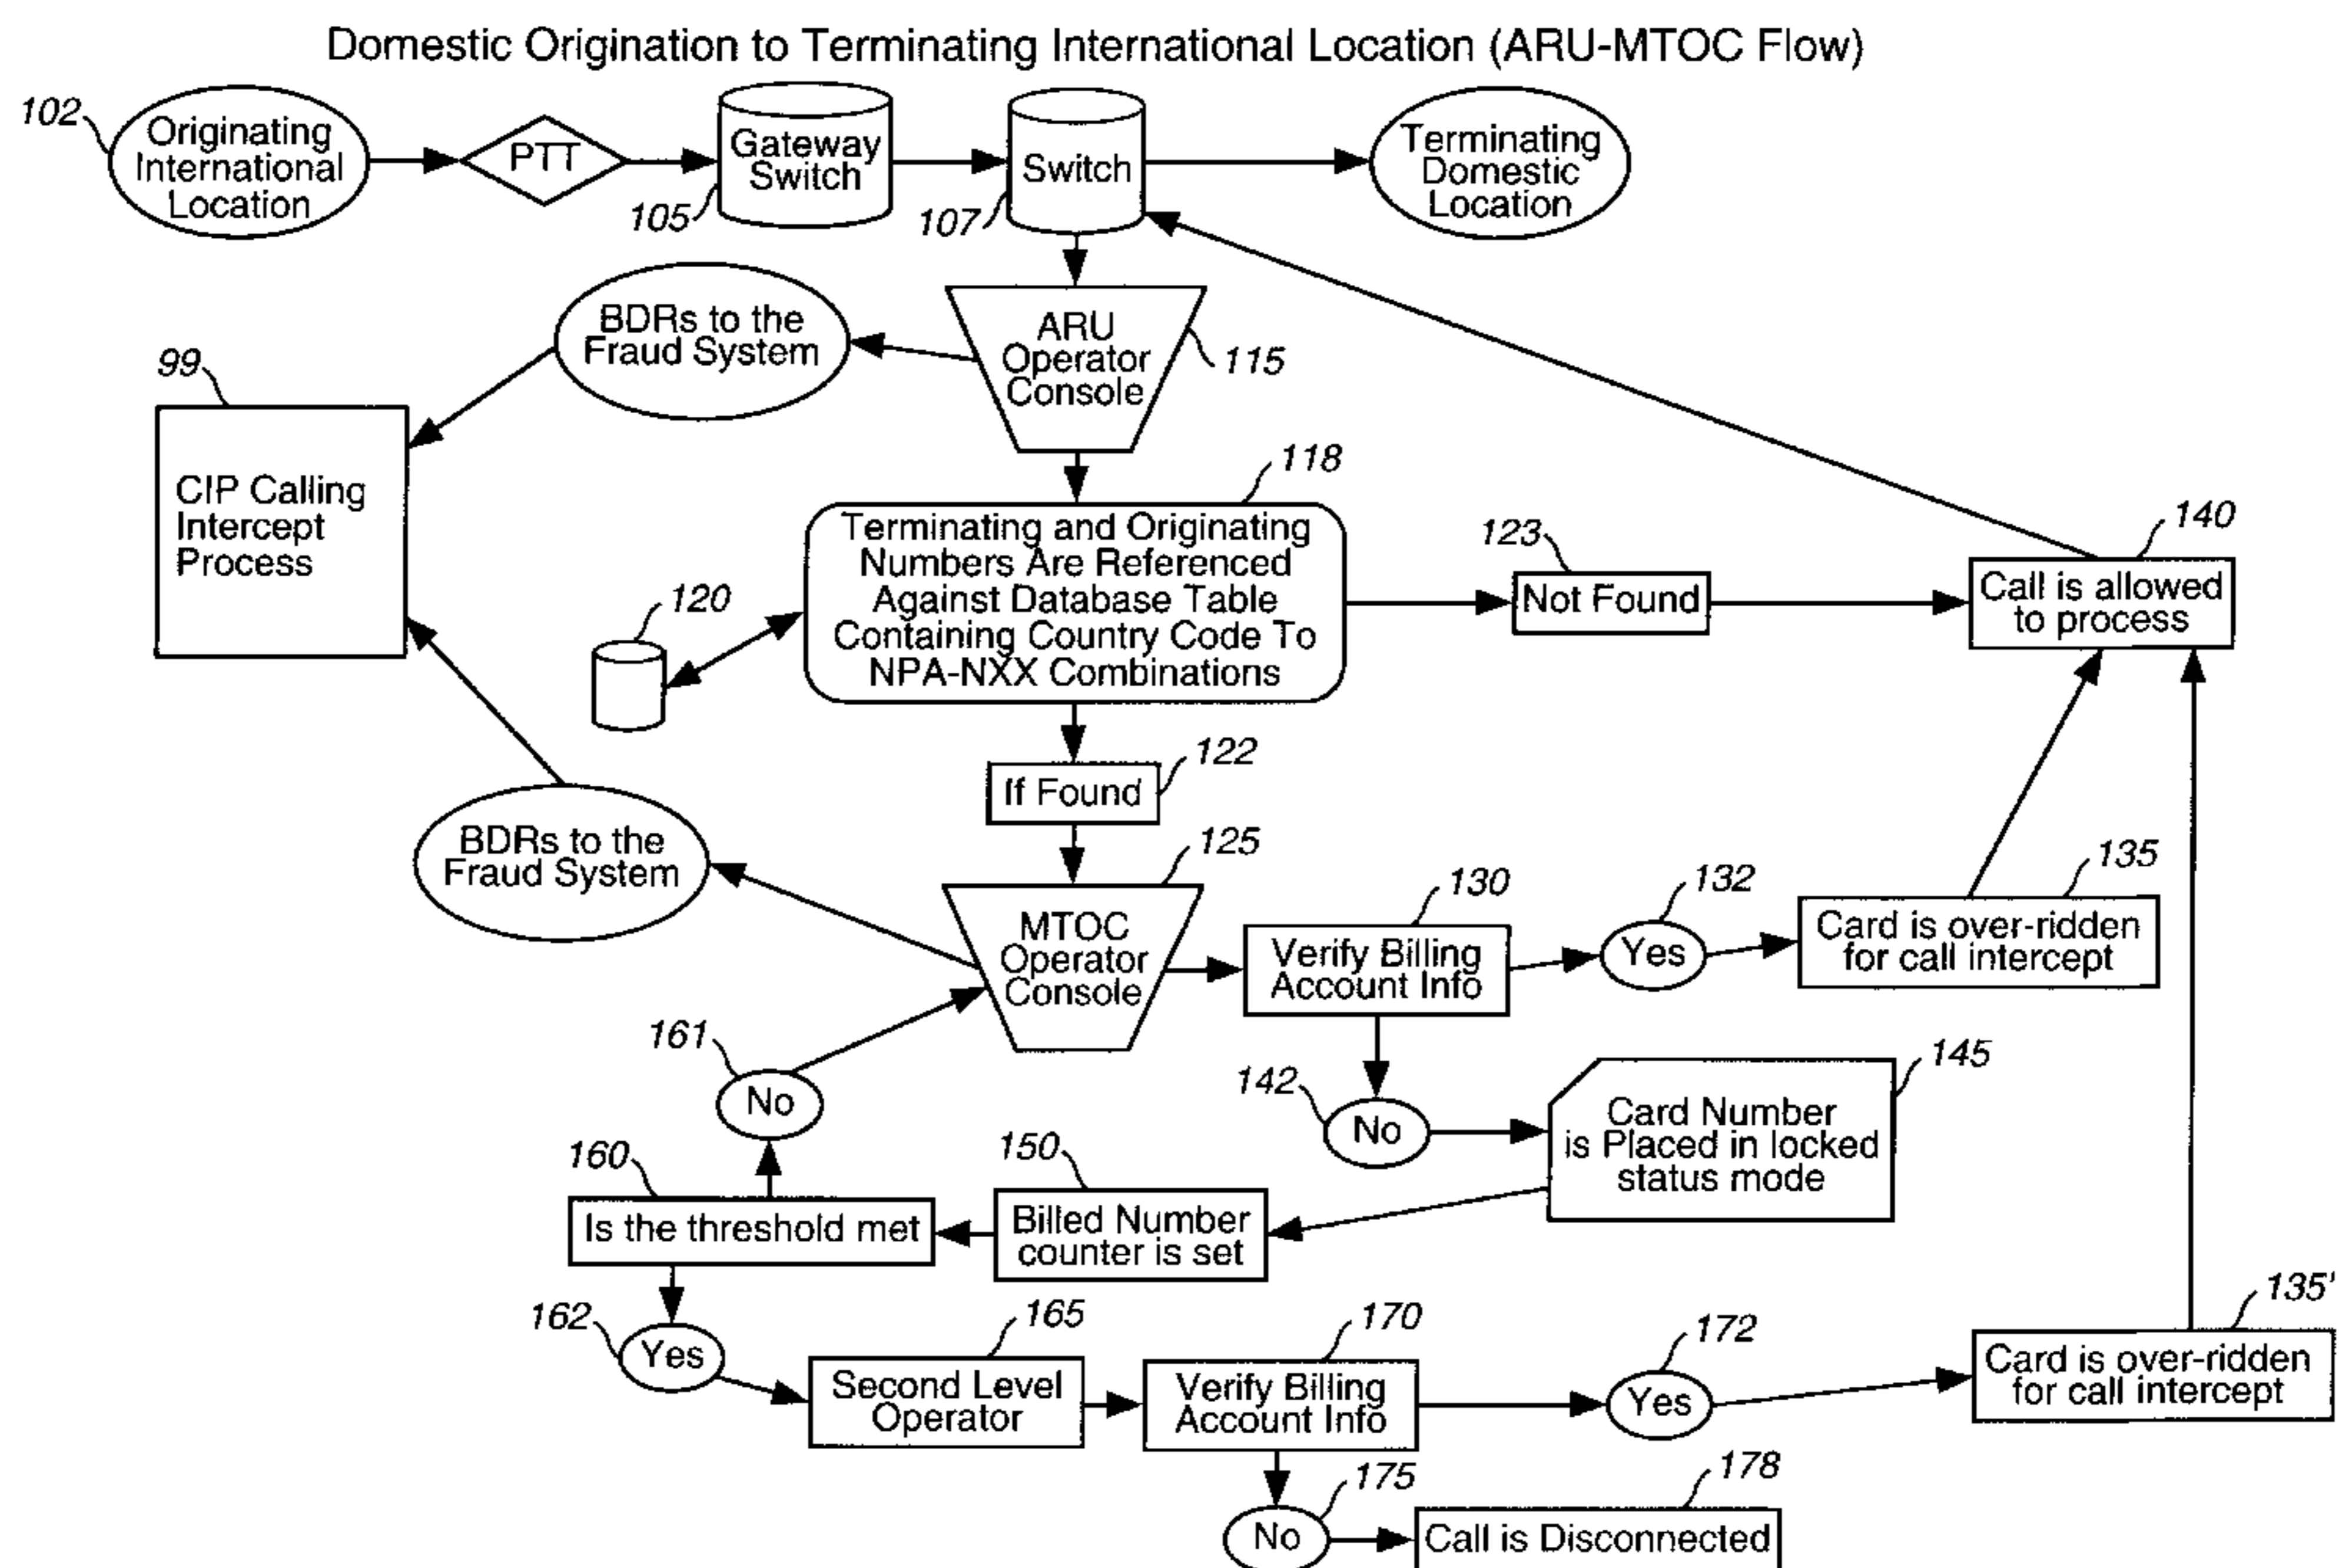 Domestic Origination to Terminating International Location (ARU-MTOC Flow)
102
Originating
International
Location
PTT
Gateway
Switch
105
Switch
107
Terminating
Domestic
Location
BDRs to the
Fraud System
ARU
Operator
Console
115
99
CIP Calling
Intercept
Process
118
Terminating and Originating
Numbers Are Referenced
Against Database Table
Containing Country Code To
NPA-NXX Combinations
120
123
Not Found
140
Call is allowed
to process
122
If Found
BDRs to the
Fraud System
125
MTOC
Operator
Console
130
Verify Billing
Account Info
132
Yes
135
Card is over-ridden
for call intercept
161
No
142
No
145
Card Number
is Placed in locked
status mode
160
Is the threshold met
150
Billed Number
counter is set
162
Yes
165
Second Level
Operator
170
Verify Billing
Account Info
172
Yes
135'
Card is over-ridden
for call intercept
175
No
178
Call is Disconnected